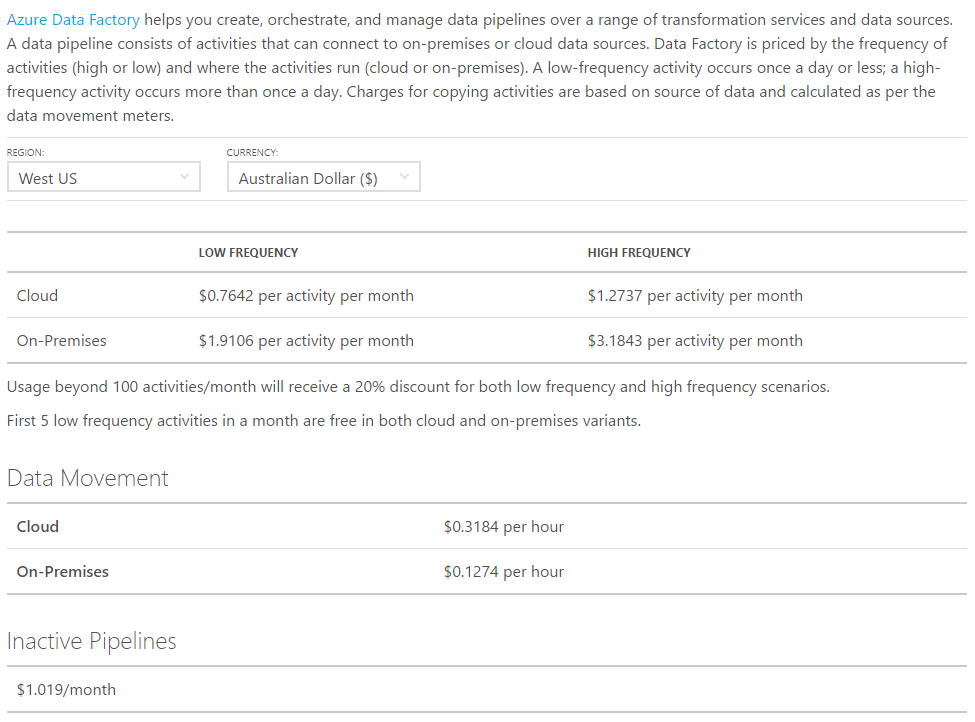 Azure Data Factory helps you create, orchestrate, and manage data pipelines over a range of transformation services and data sources.
A data pipeline consists of activities that can connect to on-premises or cloud data sources. Data Factory is priced by the frequency of
activities (high or low) and where the activities run (cloud or on-premises). A low-frequency activity occurs once a day or less; a high-
frequency activity occurs more than once a day. Charges for copying activities are based on source of data and calculated as per the
data movement meters.
REGION: CURRENCY:
West US Australian Dollar ($)
LOW FREQUENCY HIGH FREQUENCY
Cloud $0.7642 per activity per month $1.2737 per activity per month
On-Premises $1.9106 per activity per month $3.1843 per activity per month
Usage beyond 100 activities/month will receive a 20% discount for both low frequency and high frequency scenarios.
First 5 low frequency activities in a month are free in both cloud and on-premises variants.
Data Movement
Cloud $0.3184 per hour
On-Premises $0.1274 per hour
Inactive Pipelines
$1.019/month